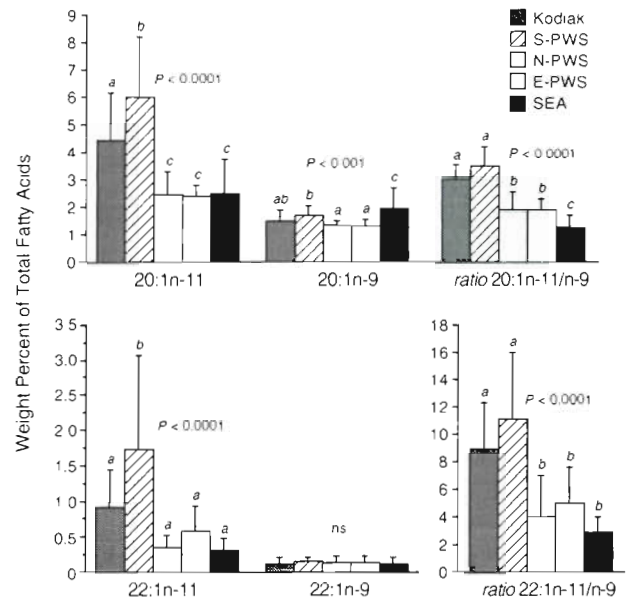 Weight Percent of Total Fatty Acids
9
8
7
6
5
4
3
2
1
0
a
b
c
c
c
P < 0.0001
20:1n-11
ab
b
a
a
c
P < 0.001
20:1n-9
a
a
b
b
c
P < 0.0001
ratio 20:1n-11/n-9
Kodiak
S-PWS
N-PWS
E-PWS
SEA
3.5
3.0
2.5
2.0
1.5
1.0
0.5
0
a
b
a
a
a
P < 0.0001
22:1n-11
ns
22:1n-9
18
16
14
12
10
8
6
4
2
0
a
a
b
b
b
P < 0.0001
ratio 22:1n-11/n-9